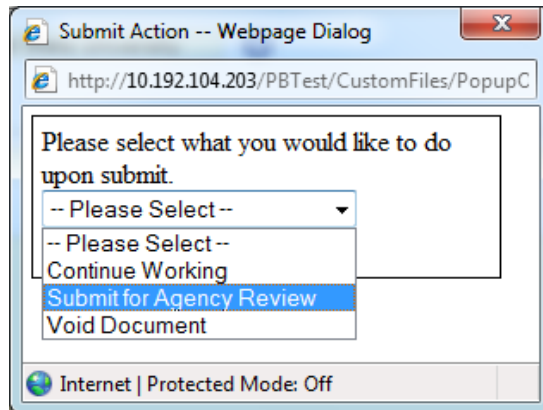 Submit Action -- Webpage Dialog
http://10.192.104.203/PBTest/CustomFiles/PopupC
Please select what you would like to do
upon submit.
-- Please Select --
-- Please Select --
Continue Working
Submit for Agency Review
Void Document
Internet | Protected Mode: Off